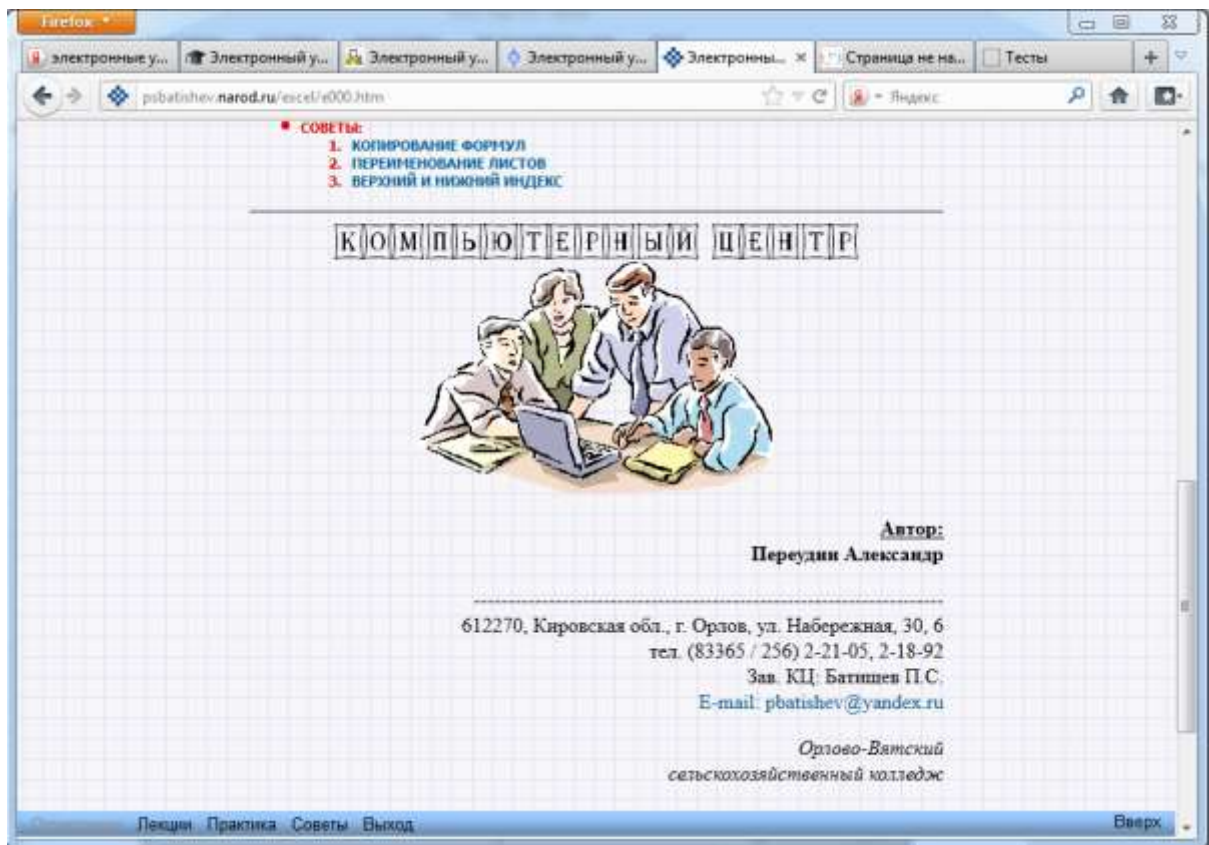 Firefox
электронные у...
Электронный у...
Электронный у...
Электронный у...
Электронны...
Страница не на...
Тесты
psbatishev.narod.ru/excel/e000.htm
Яндекс
СОВЕТЫ:
1. КОПИРОВАНИЕ ФОРМУЛ
2. ПЕРЕИМЕНОВАНИЕ ЛИСТОВ
3. ВЕРХНИЙ И НИЖНИЙ ИНДЕКС
КОМПЬЮТЕРНЫЙ ЦЕНТР
Автор:
Переудин Александр
612270, Кировская обл., г. Орлов, ул. Набережная, 30, 6
тел. (83365 / 256) 2-21-05, 2-18-92
Зав. КЦ: Батишев П.С.
E-mail: pbatishev@yandex.ru
Орлово-Вятский
сельскохозяйственный колледж
Лекции Практика Советы Выход
Вверх